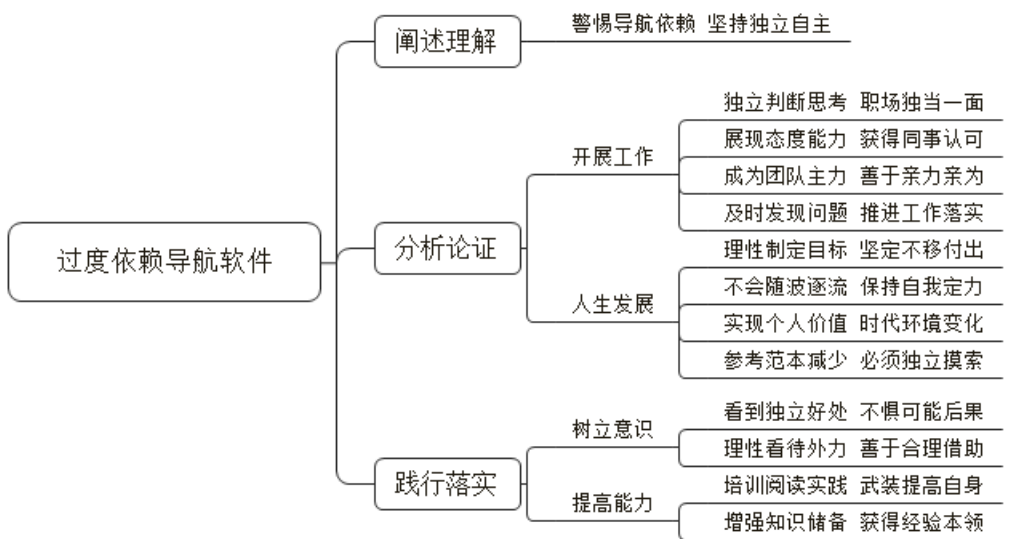 过度依赖导航软件
阐述理解
警惕导航依赖 坚持独立自主
分析论证
开展工作
独立判断思考 职场独当一面
展现态度能力 获得同事认可
成为团队主力 善于亲力亲为
及时发现问题 推进工作落实
人生发展
理性制定目标 坚定不移付出
不会随波逐流 保持自我定力
实现个人价值 时代环境变化
参考范本减少 必须独立摸索
践行落实
树立意识
看到独立好处 不惧可能后果
理性看待外力 善于合理借助
提高能力
培训阅读实践 武装提高自身
增强知识储备 获得经验本领